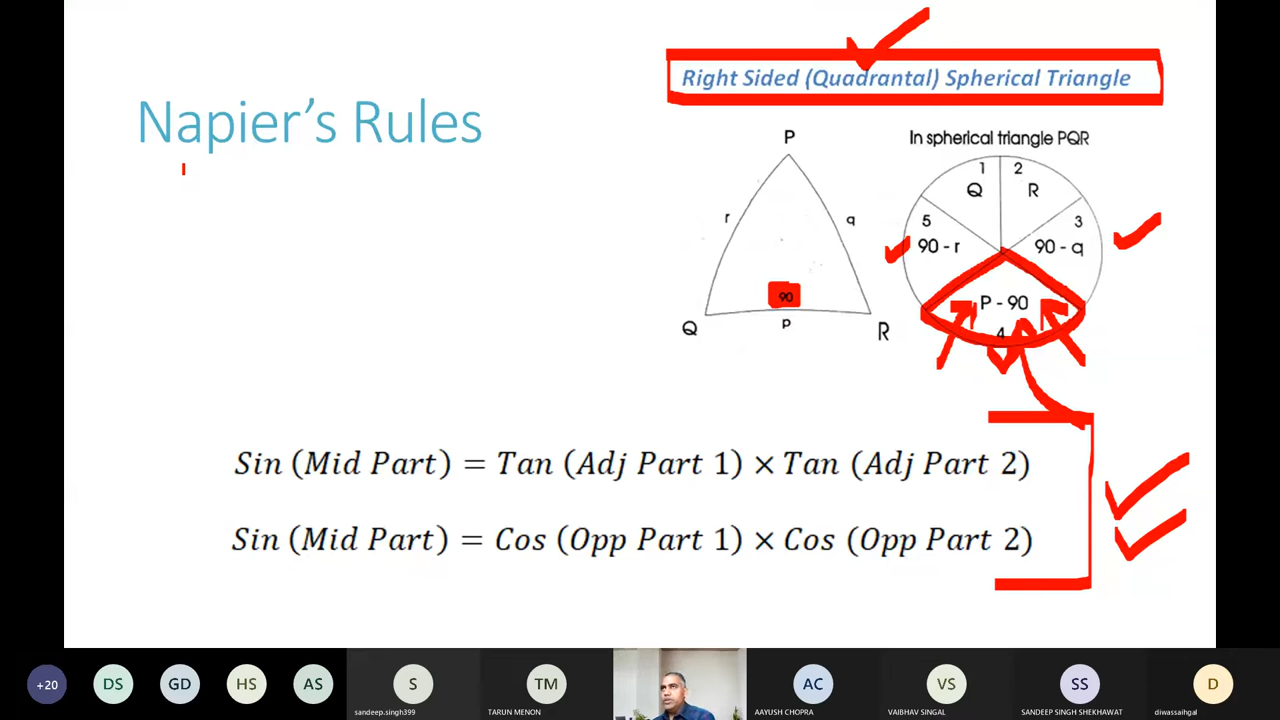 Right Sided (Quadrantal) Spherical Triangle
Napier's Rules
P
In spherical triangle PQR
1
2
Q
R
r
q
5
3
90 - r
90 - q
90
P - 90
Q
p
R
4
Sin (Mid Part) = Tan (Adj Part 1) × Tan (Adj Part 2)
Sin (Mid Part) = Cos (Opp Part 1) × Cos (Opp Part 2)
+20
DS
GD
HS
AS
S
TM
AC
VS
SS
D
sandeep.singh399
TARUN MENON
AAYUSH CHOPRA
VAIBHAV SINGAL
SANDEEP SINGH SHEKHAWAT
diwassaihgal